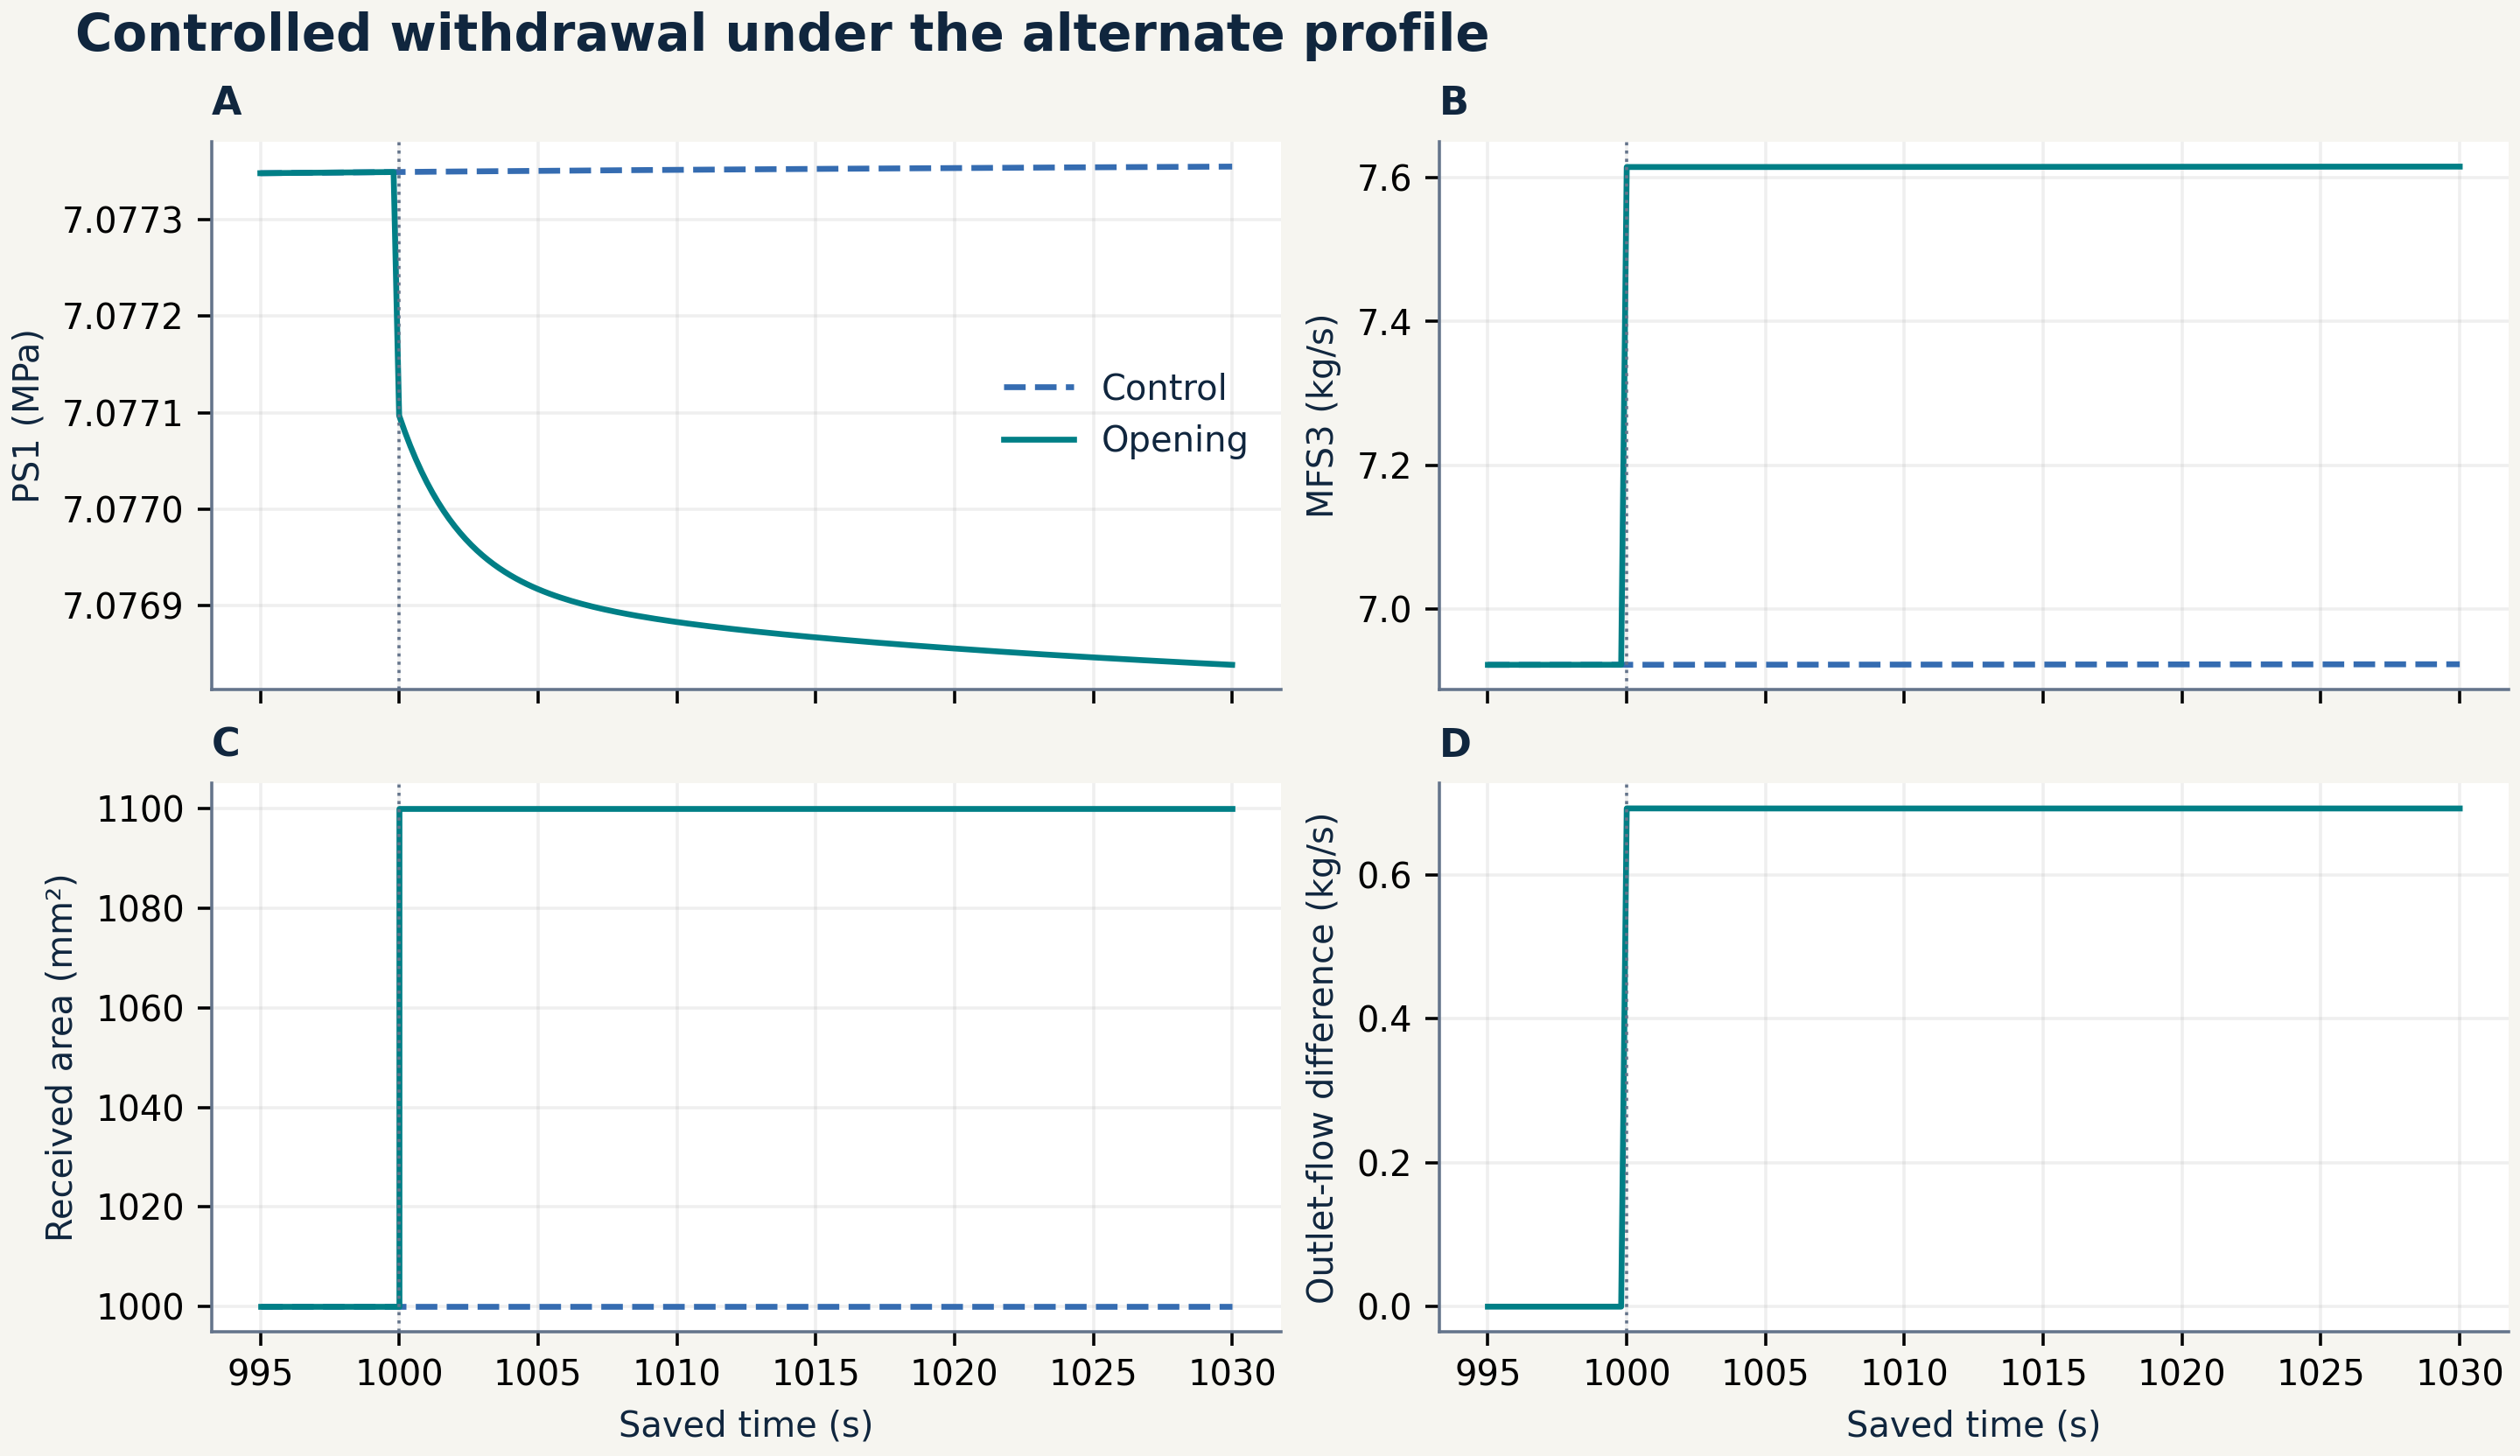 Controlled withdrawal under the alternate profile
A
PS1 (MPa)
7.0773
7.0772
7.0771
7.0770
7.0769
Control
Opening
B
MFS3 (kg/s)
7.6
7.4
7.2
7.0
C
Received area (mm²)
1100
1080
1060
1040
1020
1000
995 1000 1005 1010 1015 1020 1025 1030
Saved time (s)
D
Outlet-flow difference (kg/s)
0.6
0.4
0.2
0.0
995 1000 1005 1010 1015 1020 1025 1030
Saved time (s)